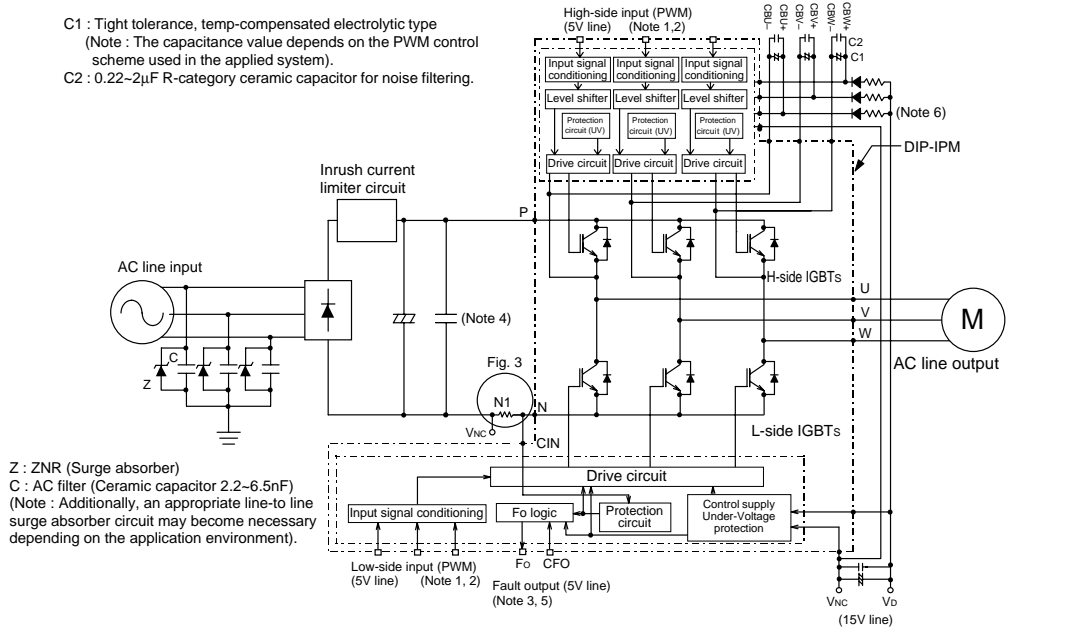 C1 : Tight tolerance, temp-compensated electrolytic type
(Note : The capacitance value depends on the PWM control
scheme used in the applied system).
C2 : 0.22~2μF R-category ceramic capacitor for noise filtering.
High-side input (PWM)
(5V line) (Note 1,2)
CBU–
CBU+
CBV–
CBV+
CBW–
CBW+
C2
C1
Input signal
conditioning
Input signal
conditioning
Input signal
conditioning
Level shifter
Level shifter
Level shifter
Protection
circuit (UV)
Protection
circuit (UV)
Protection
circuit (UV)
Drive circuit
Drive circuit
Drive circuit
(Note 6)
DIP-IPM
Inrush current
limiter circuit
P
AC line input
H-side IGBTS
U
V
W
M
AC line output
(Note 4)
C
Z
Fig. 3
N1
N
VNC
CIN
L-side IGBTS
Z : ZNR (Surge absorber)
C : AC filter (Ceramic capacitor 2.2~6.5nF)
(Note : Additionally, an appropriate line-to line
surge absorber circuit may become necessary
depending on the application environment).
Drive circuit
Input signal conditioning
Fo logic
Protection
circuit
Control supply
Under-Voltage
protection
Low-side input (PWM)
(5V line) (Note 1, 2)
FO
CFO
Fault output (5V line)
(Note 3, 5)
VNC
VD
(15V line)